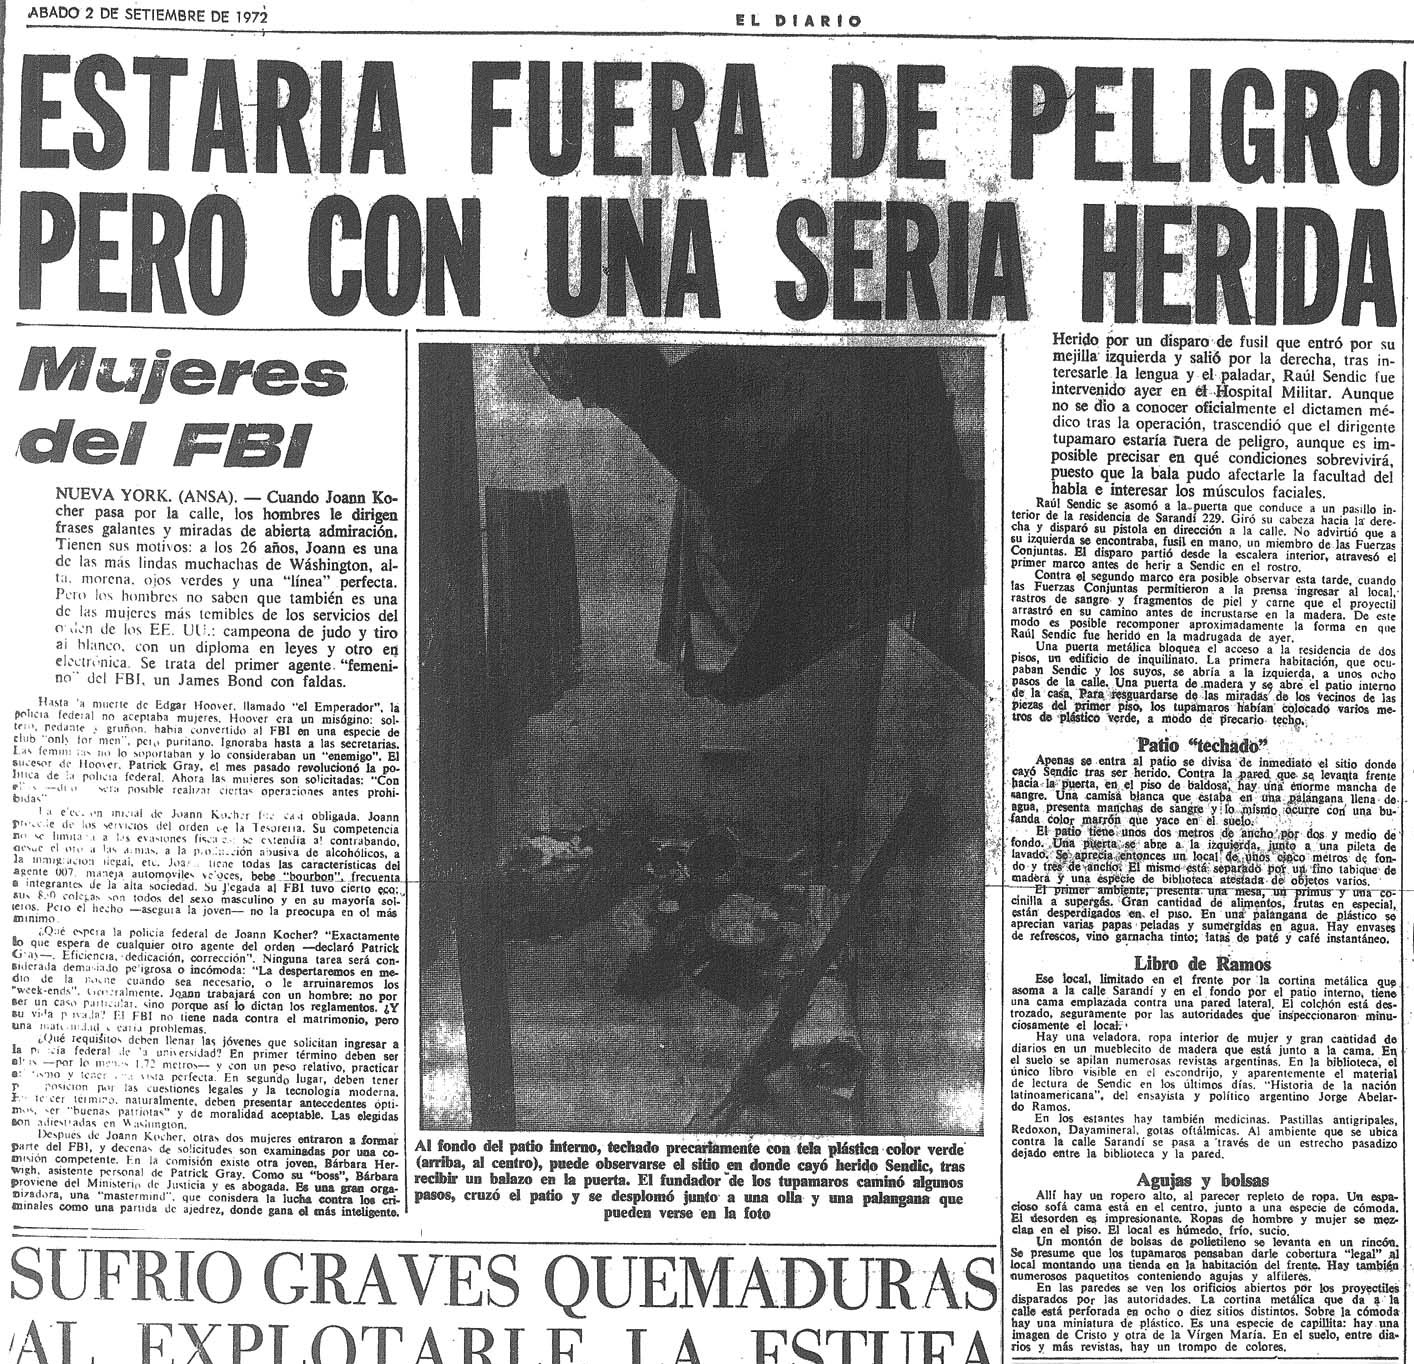 ABADO 2 DE SETIEMBRE DE 1972
EL DIARIO
ESTARIA FUERA DE PELIGRO
PERO CON UNA SERIA HERIDA
Mujeres
del FBI
NUEVA YORK. (ANSA). — Cuando Joann Ko-
cher pasa por la calle, los hombres le dirigen
frases galantes y miradas de abierta admiración.
Tienen sus motivos: a los 26 años, Joann es una
de las más lindas muchachas de Wáshington, al-
ta, morena, ojos verdes y una "línea" perfecta.
Pero los hombres no saben que también es una
de las mujeres más temibles de los servicios del
orden de los EE. UU.: campeona de judo y tiro
al blanco, con un diploma en leyes y otro en
electrónica. Se trata del primer agente "femeni-
no" del FBI, un James Bond con faldas.
Hasta la muerte de Edgar Hoover, llamado "el Emperador", la
policía federal no aceptaba mujeres. Hoover era un misógino: sol-
tero, pedante y gruñón, había convertido al FBI en una especie de
club "only for men", pero puritano. Ignoraba hasta a las secretarias.
Las no lo soportaban y lo consideraban un "enemigo". El
sucesor de Hoover, Patrick Gray, el mes pasado revolucionó la po-
lítica de la policía federal. Ahora las mujeres son solicitadas: "Con
será posible realizar ciertas operaciones antes prohi-
bidas"
La elección inicial de Joann Kocher fue casi obligada. Joann
procede de los servicios del orden de la Tesorería. Su competencia
no se limitaba a las evasiones fiscales: se extendía al contrabando,
desde el oro a las armas, a la producción abusiva de alcohólicos, a
la inmigración ilegal, etc. Joann tiene todas las características del
agente 007: maneja automóviles veloces, bebe "bourbon", frecuenta
a integrantes de la alta sociedad. Su llegada al FBI tuvo cierto eco:
sus colegas son todos del sexo masculino y en su mayoría sol-
teros. Pero el hecho —asegura la joven— no la preocupa en el más
mínimo.
¿Qué espera la policía federal de Joann Kocher? "Exactamente
lo que espera de cualquier otro agente del orden —declaró Patrick
Gray—. Eficiencia, dedicación, corrección". Ninguna tarea será con-
siderada demasiado peligrosa o incómoda: "La despertaremos en me-
dio de la noche cuando sea necesario, o le arruinaremos los
"week-ends". Generalmente, Joann trabajará con un hombre: no por
ser un caso particular, sino porque así lo dictan los reglamentos. ¿Y
su vida privada? El FBI no tiene nada contra el matrimonio, pero
una maternidad crearía problemas.
¿Qué requisitos deben llenar las jóvenes que solicitan ingresar a
la policía federal de la universidad? En primer término deben ser
altas —por lo menos 1,72 metros— y con un peso relativo, practicar
y tener una vista perfecta. En segundo lugar, deben tener
posición por las cuestiones legales y la tecnología moderna.
En tercer término, naturalmente, deben presentar antecedentes ópti-
mos, ser "buenas patriotas" y de moralidad aceptable. Las elegidas
son adiestradas en Wáshington.
Después de Joann Kocher, otras dos mujeres entraron a formar
parte del FBI, y decenas de solicitudes son examinadas por una co-
misión competente. En la comisión existe otra joven, Bárbara Her-
wigh, asistente personal de Patrick Gray. Como su "boss", Bárbara
proviene del Ministerio de Justicia y es abogada. Es una gran orga-
nizadora, una "mastermind", que conisdera la lucha contra los cri-
minales como una partida de ajedrez, donde gana el más inteligente.
Al fondo del patio interno, techado precariamente con tela plástica color verde
(arriba, al centro), puede observarse el sitio en donde cayó herido Sendic, tras
recibir un balazo en la puerta. El fundador de los tupamaros caminó algunos
pasos, cruzó el patio y se desplomó junto a una olla y una palangana que
pueden verse en la foto
Herido por un disparo de fusil que entró por su
mejilla izquierda y salió por la derecha, tras in-
teresarle la lengua y el paladar, Raúl Sendic fue
intervenido ayer en el Hospital Militar. Aunque
no se dio a conocer oficialmente el dictamen mé-
dico tras la operación, trascendió que el dirigente
tupamaro estaría fuera de peligro, aunque es im-
posible precisar en qué condiciones sobrevivirá,
puesto que la bala pudo afectarle la facultad del
habla e interesar los músculos faciales.
Raúl Sendic se asomó a la puerta que conduce a un pasillo in-
terior de la residencia de Sarandí 229. Giró su cabeza hacia la dere-
cha y disparó su pistola en dirección a la calle. No advirtió que a
su izquierda se encontraba, fusil en mano, un miembro de las Fuerzas
Conjuntas. El disparo partió desde la escalera interior, atravesó el
primer marco antes de herir a Sendic en el rostro.
Contra el segundo marco era posible observar esta tarde, cuando
las Fuerzas Conjuntas permitieron a la prensa ingresar al local,
rastros de sangre y fragmentos de piel y carne que el proyectil
arrastró en su camino antes de incrustarse en la madera. De este
modo es posible recomponer aproximadamente la forma en que
Raúl Sendic fue herido en la madrugada de ayer.
Una puerta metálica bloquea el acceso a la residencia de dos
pisos, un edificio de inquilinato. La primera habitación, que ocu-
paban Sendic y los suyos, se abría a la izquierda, a unos ocho
pasos de la calle. Una puerta de madera y se abre el patio interno
de la casa. Para resguardarse de las miradas de los vecinos de las
piezas del primer piso, los tupamaros habían colocado varios me-
tros de plástico verde, a modo de precario techo.
Patio "techado"
Apenas se entra al patio se divisa de inmediato el sitio donde
cayó Sendic tras ser herido. Contra la pared que se levanta frente
hacia la puerta, en el piso de baldosa, hay una enorme mancha de
sangre. Una camisa blanca que estaba en una palangana llena de
agua, presenta manchas de sangre y lo mismo ocurre con una bu-
fanda color marrón que yace en el suelo.
El patio tiene unos dos metros de ancho por dos y medio de
fondo. Una puerta se abre a la izquierda, junto a una pileta de
lavado. Se aprecia entonces un local de unos cinco metros de fon-
do y tres de ancho. El mismo está separado por un fino tabique de
madera y una especie de biblioteca atestada de objetos varios.
El primer ambiente, presenta una mesa, un primus y una co-
cinilla a supergás. Gran cantidad de alimentos, frutas en especial,
están desperdigados en el piso. En una palangana de plástico se
aprecian varias papas peladas y sumergidas en agua. Hay envases
de refrescos, vino garnacha tinto; latas de paté y café instantáneo.
Libro de Ramos
Ese local, limitado en el frente por la cortina metálica que
asoma a la calle Sarandí y en el fondo por el patio interno, tiene
una cama emplazada contra una pared lateral. El colchón está des-
trozado, seguramente por las autoridades que inspeccionaron minu-
ciosamente el local.
Hay una veladora, ropa interior de mujer y gran cantidad de
diarios en un mueblecito de madera que está junto a la cama. En
el suelo se apilan numerosas revistas argentinas. En la biblioteca, el
único libro visible en el escondrijo, y aparentemente el material
de lectura de Sendic en los últimos días. "Historia de la nación
latinoamericana", del ensayista y político argentino Jorge Abelar-
do Ramos.
En los estantes hay también medicinas. Pastillas antigripales,
Redoxon, Dayamineral, gotas oftálmicas. Al ambiente que se ubica
contra la calle Sarandí se pasa a través de un estrecho pasadizo
dejado entre la biblioteca y la pared.
Agujas y bolsas
Allí hay un ropero alto, al parecer repleto de ropa. Un espa-
cioso sofá cama está en el centro, junto a una especie de cómoda.
El desorden es impresionante. Ropas de hombre y mujer se mez-
clan en el piso. El local es húmedo, frío, sucio.
Un montón de bolsas de polietileno se levanta en un rincón.
Se presume que los tupamaros pensaban darle cobertura "legal" al
local montando una tienda en la habitación del frente. Hay también
numerosos paquetitos conteniendo agujas y alfileres.
En las paredes se ven los orificios abiertos por los proyectiles
disparados por las autoridades. La cortina metálica que da a la
calle está perforada en ocho o diez sitios distintos. Sobre la cómoda
hay una miniatura de plástico. Es una especie de capillita: hay una
imagen de Cristo y otra de la Vírgen María. En el suelo, entre dia-
rios y más revistas, hay un trompo de colores.
SUFRIO GRAVES QUEMADURAS
AL EXPLOTARLE LA ESTUFA